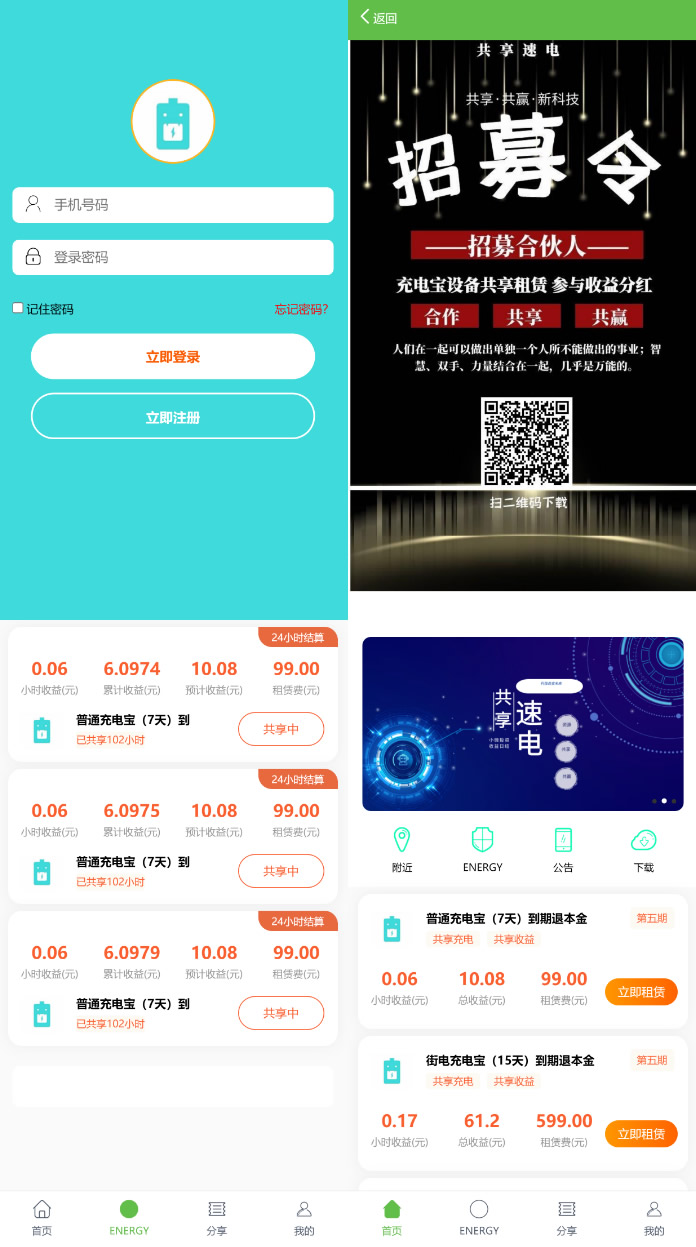 手机号码
登录密码
记住密码
忘记密码?
立即登录
立即注册
返回
共享速电
共享·共赢·新科技
招募令
——招募合伙人——
充电宝设备共享租赁 参与收益分红
合作 共享 共赢
人们在一起可以做出单独一个人所不能做出的事业；智
慧、双手、力量结合在一起，几乎是万能的。
扫二维码下载
24小时结算
0.06 6.0974 10.08 99.00
小时收益(元) 累计收益(元) 预计收益(元) 租赁费(元)
普通充电宝（7天）到
已共享102小时
共享中
24小时结算
0.06 6.0975 10.08 99.00
小时收益(元) 累计收益(元) 预计收益(元) 租赁费(元)
普通充电宝（7天）到
已共享102小时
共享中
24小时结算
0.06 6.0979 10.08 99.00
小时收益(元) 累计收益(元) 预计收益(元) 租赁费(元)
普通充电宝（7天）到
已共享102小时
共享中
首页 ENERGY 分享 我的
共享
速电
附近 ENERGY 公告 下载
普通充电宝（7天）到期退本金
第五期
共享充电 共享收益
0.06 10.08 99.00
小时收益(元) 总收益(元) 租赁费(元)
立即租赁
街电充电宝（15天）到期退本金
第五期
共享充电 共享收益
0.17 61.2 599.00
小时收益(元) 总收益(元) 租赁费(元)
立即租赁
首页 ENERGY 分享 我的